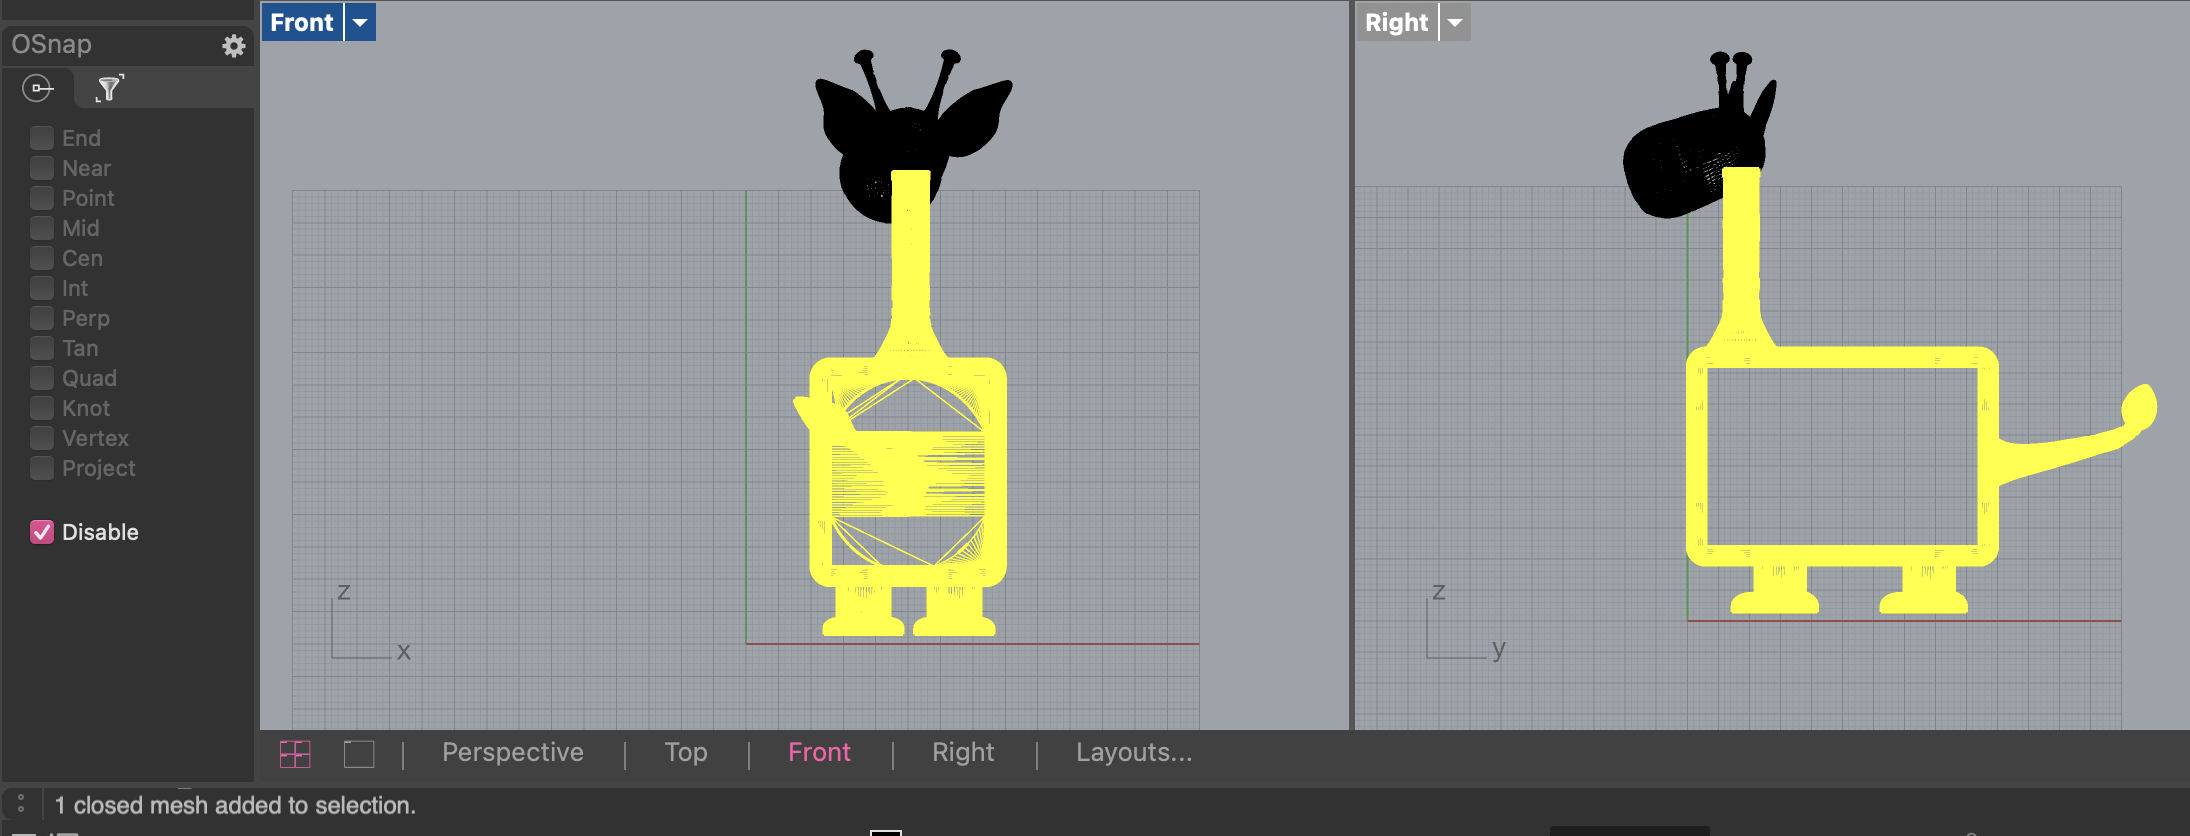 OSnap
End
Near
Point
Mid
Cen
Int
Perp
Tan
Quad
Knot
Vertex
Project
Disable
Front
z
x
Right
z
y
Perspective | Top | Front | Right | Layouts...
1 closed mesh added to selection.